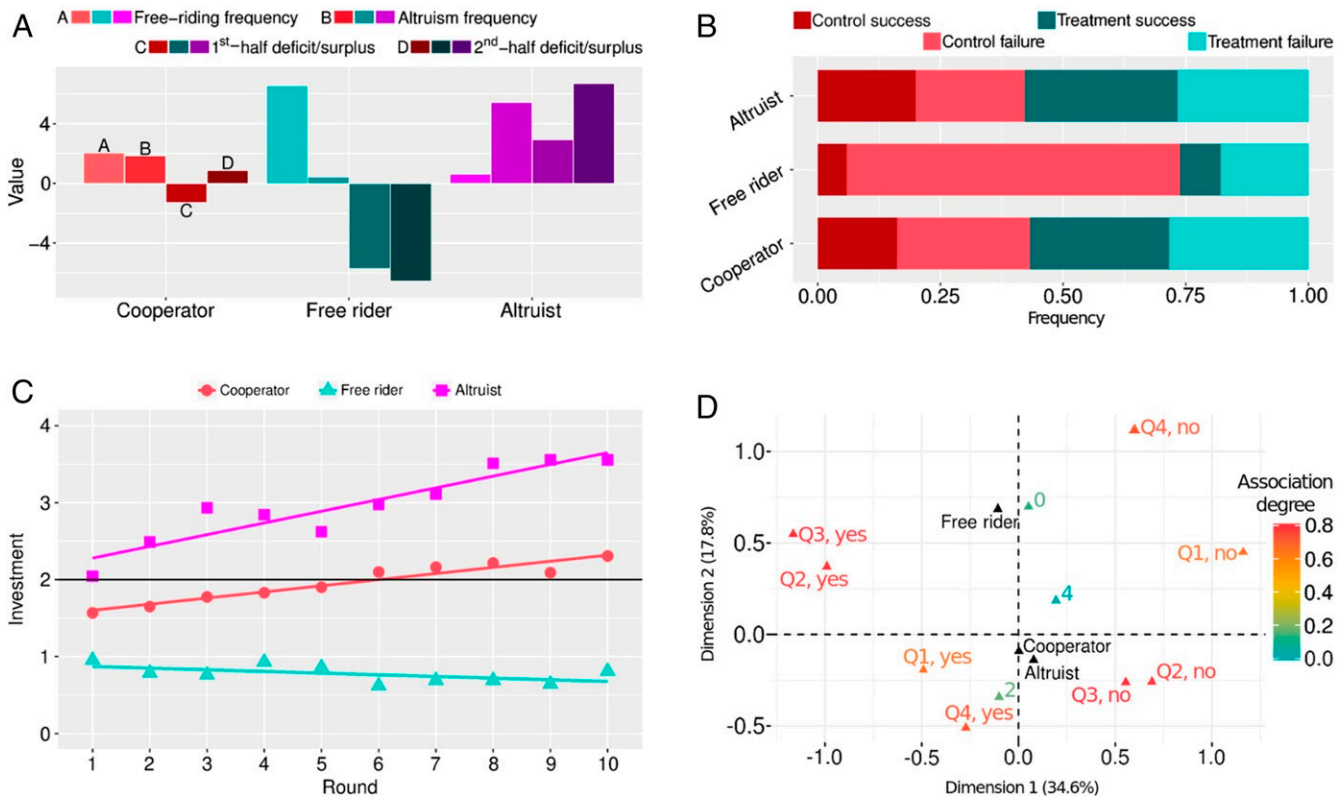 A
A Free-riding frequency B Altruism frequency
C 1st-half deficit/surplus D 2nd-half deficit/surplus
Value
4
0
−4
A
B
C
D
Cooperator Free rider Altruist
B
Control success Treatment success
Control failure Treatment failure
Altruist
Free rider
Cooperator
0.00 0.25 0.50 0.75 1.00
Frequency
C
Cooperator Free rider Altruist
Investment
4
3
2
1
0
1 2 3 4 5 6 7 8 9 10
Round
D
Dimension 2 (17.8%)
1.0
0.5
0.0
-0.5
Q4, no
0
Free rider
Q3, yes
Q1, no
Q2, yes
4
Cooperator
Q1, yes
Altruist
Q2, no
Q3, no
2
Q4, yes
-1.0 -0.5 0.0 0.5 1.0
Dimension 1 (34.6%)
Association
degree
0.8
0.6
0.4
0.2
0.0